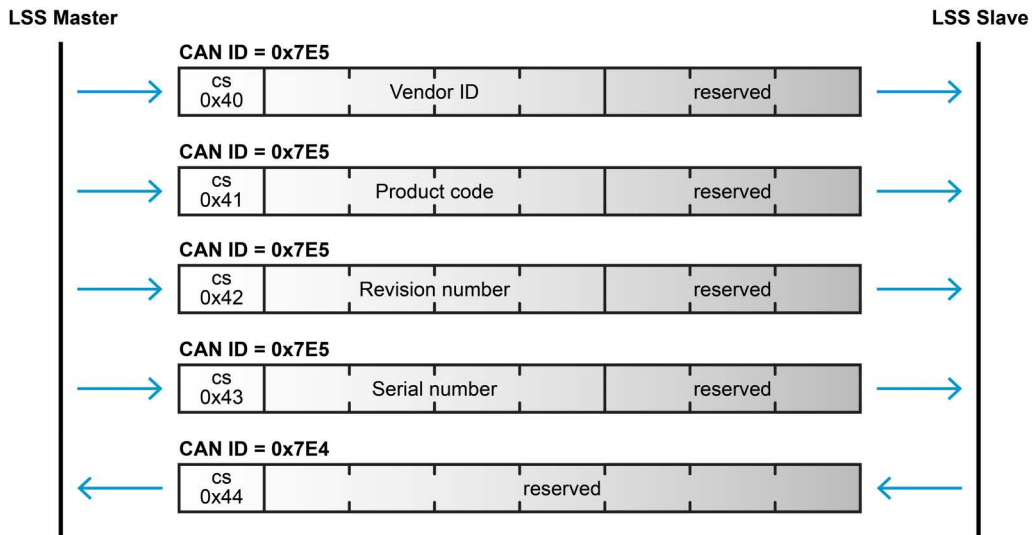 LSS Master
LSS Slave
CAN ID = 0x7E5
cs
0x40
Vendor ID
reserved
CAN ID = 0x7E5
cs
0x41
Product code
reserved
CAN ID = 0x7E5
cs
0x42
Revision number
reserved
CAN ID = 0x7E5
cs
0x43
Serial number
reserved
CAN ID = 0x7E4
cs
0x44
reserved